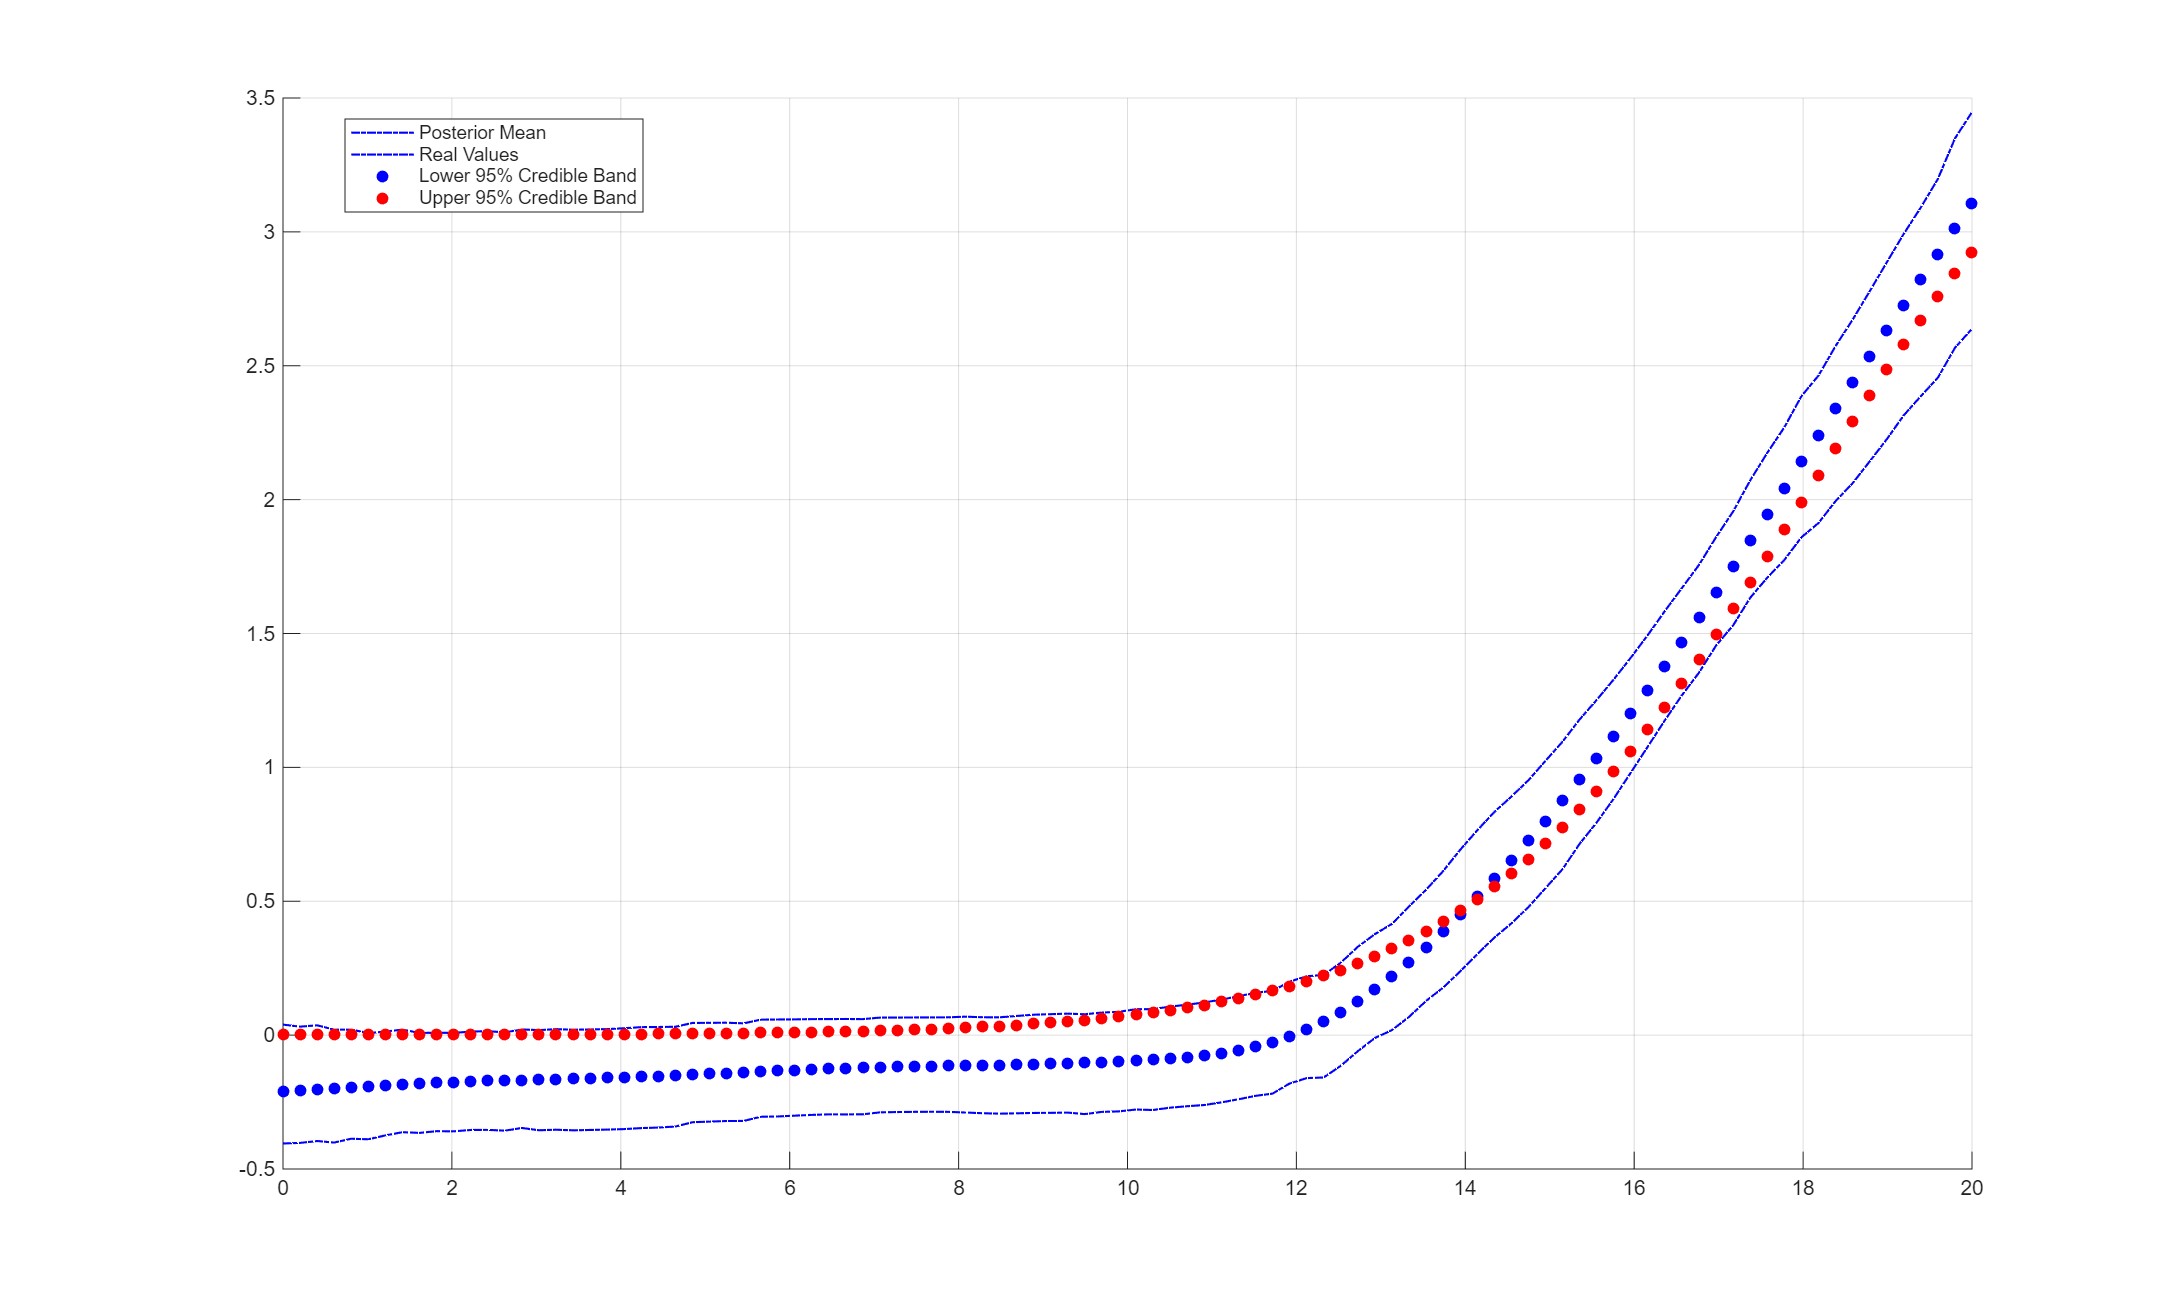 3.5
Posterior Mean
Real Values
Lower 95% Credible Band
Upper 95% Credible Band
3
2.5
2
1.5
1
0.5
0
-0.5
0 2 4 6 8 10 12 14 16 18 20